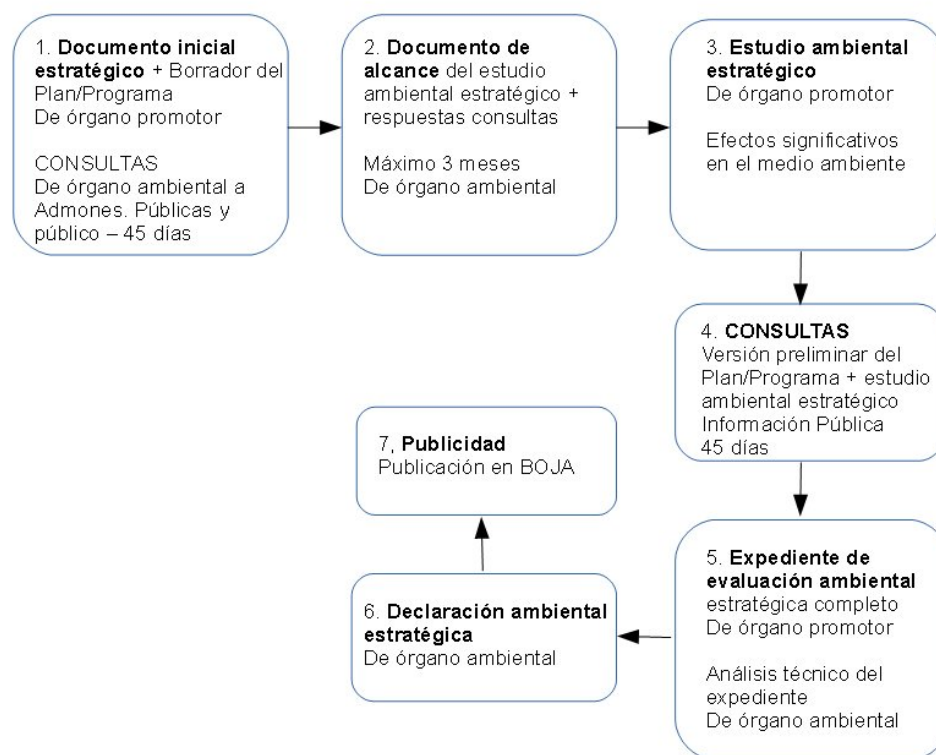 1. Documento inicial
estratégico + Borrador del
Plan/Programa
De órgano promotor
CONSULTAS
De órgano ambiental a
Admones. Públicas y
público – 45 días
2. Documento de
alcance del estudio
ambiental estratégico +
respuestas consultas
Máximo 3 meses
De órgano ambiental
3. Estudio ambiental
estratégico
De órgano promotor
Efectos significativos
en el medio ambiente
4. CONSULTAS
Versión preliminar del
Plan/Programa + estudio
ambiental estratégico
Información Pública
45 días
5. Expediente de
evaluación ambiental
estratégica completo
De órgano promotor
Análisis técnico del
expediente
De órgano ambiental
6. Declaración ambiental
estratégica
De órgano ambiental
7, Publicidad
Publicación en BOJA